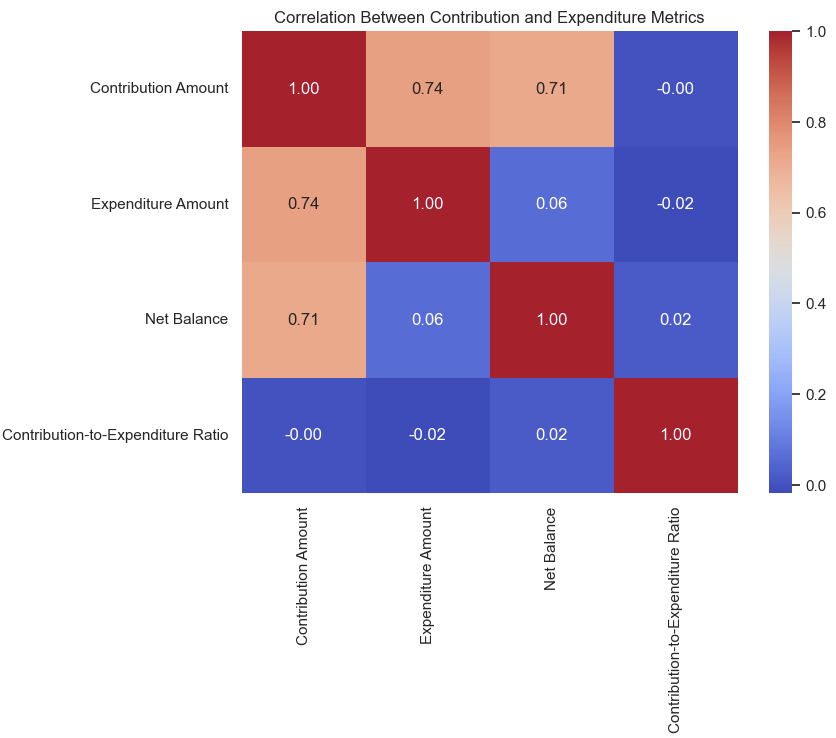 Correlation Between Contribution and Expenditure Metrics
Contribution Amount
1.00
0.74
0.71
-0.00
Expenditure Amount
0.74
1.00
0.06
-0.02
Net Balance
0.71
0.06
1.00
0.02
Contribution-to-Expenditure Ratio
-0.00
-0.02
0.02
1.00
Contribution Amount
Expenditure Amount
Net Balance
Contribution-to-Expenditure Ratio
1.0
0.8
0.6
0.4
0.2
0.0